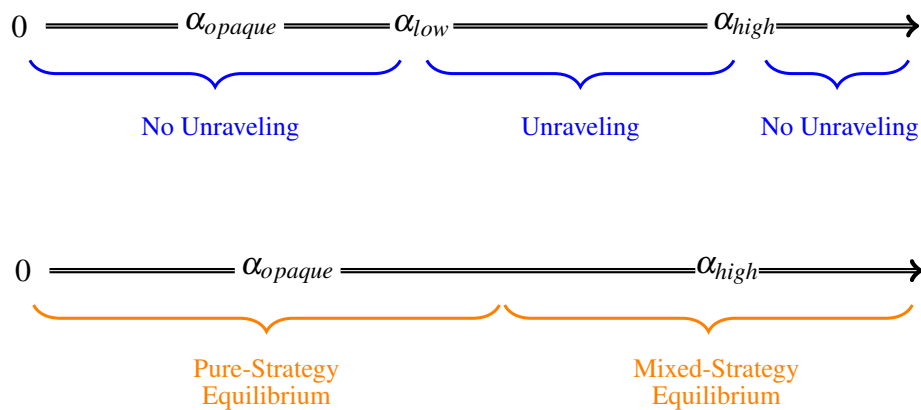 0 α_opaque α_low α_high
No Unraveling Unraveling No Unraveling
0 α_opaque α_high
Pure-Strategy Mixed-Strategy
Equilibrium Equilibrium